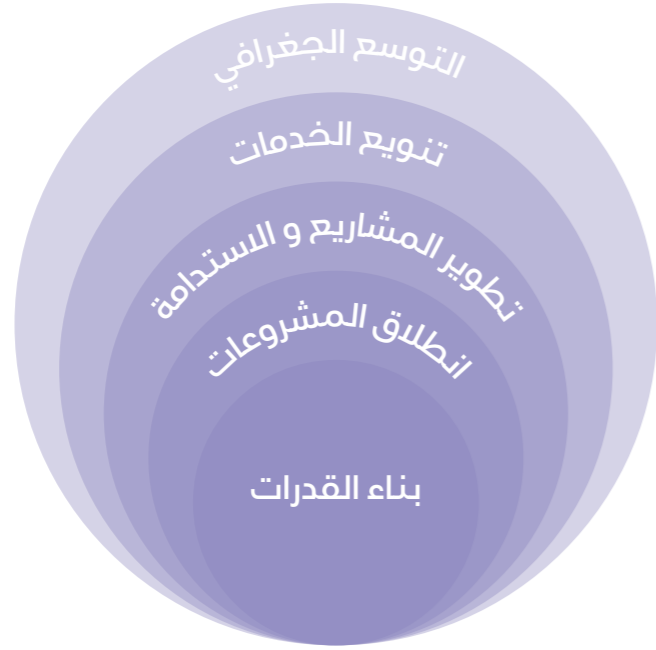 التوسع الجغرافي
تنويع الخدمات
تطوير المشاريع و الاستدامة
انطلاق المشروعات
بناء القدرات